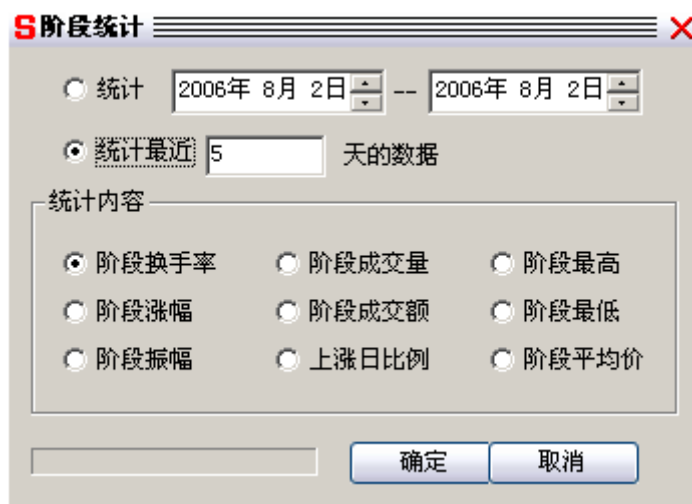 S阶段统计
统计 2006年 8月 2日 -- 2006年 8月 2日
统计最近 5 天的数据
统计内容
阶段换手率 阶段成交量 阶段最高
阶段涨幅 阶段成交额 阶段最低
阶段振幅 上涨日比例 阶段平均价
确定 取消